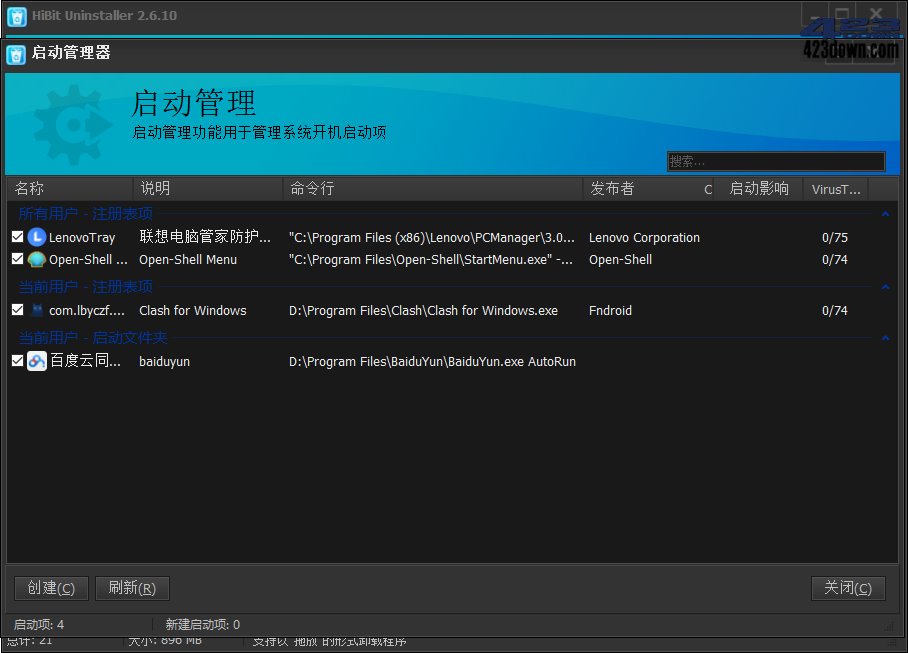 HiBit Uninstaller 2.6.10
423down.com
启动管理器
启动管理
启动管理功能用于管理系统开机启动项
搜索...
名称 说明 命令行 发布者 C 启动影响 VirusT...
所有用户 - 注册表项
LenovoTray 联想电脑管家防护... "C:\Program Files (x86)\Lenovo\PCManager\3.0... Lenovo Corporation 0/75
Open-Shell ... Open-Shell Menu "C:\Program Files\Open-Shell\StartMenu.exe" -... Open-Shell 0/74
当前用户 - 注册表项
com.lbyczf.... Clash for Windows D:\Program Files\Clash\Clash for Windows.exe Fndroid 0/74
当前用户 - 启动文件夹
百度云同... baiduyun D:\Program Files\BaiduYun\BaiduYun.exe AutoRun
创建(C) 刷新(R) 关闭(C)
启动项: 4 新建启动项: 0
总计: 21 大小: 896 MB 支持以 拖放 的形式卸载程序